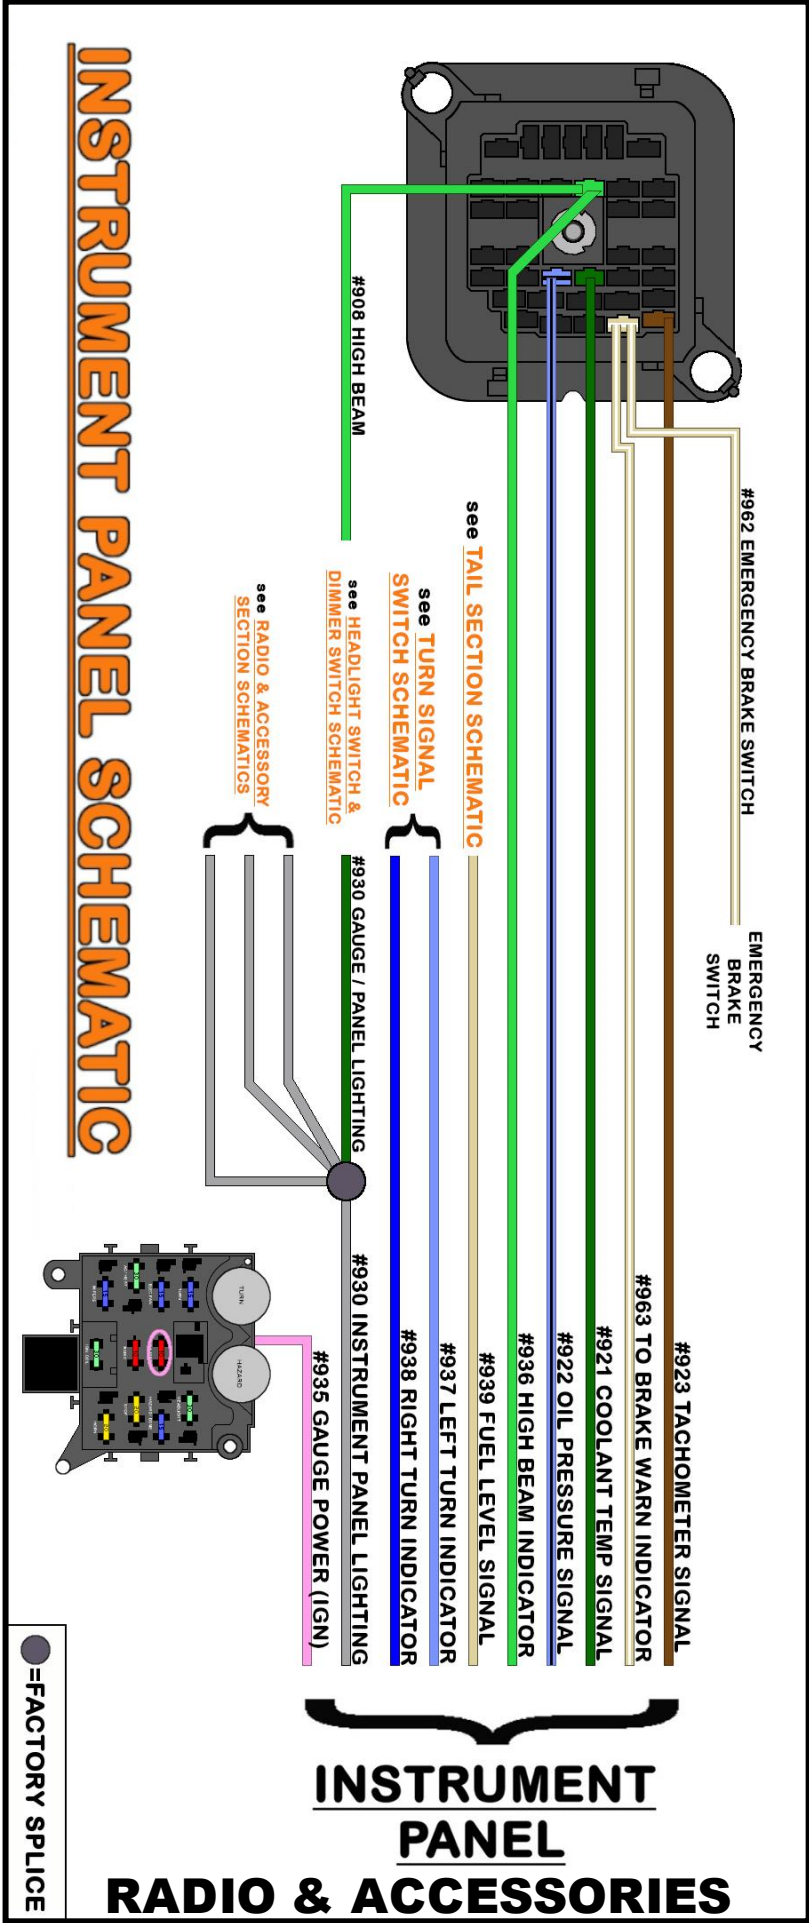 INSTRUMENT PANEL SCHEMATIC
#908 HIGH BEAM
#962 EMERGENCY BRAKE SWITCH
EMERGENCY
BRAKE
SWITCH
see TAIL SECTION SCHEMATIC
see TURN SIGNAL
SWITCH SCHEMATIC
see HEADLIGHT SWITCH &
DIMMER SWITCH SCHEMATIC
see RADIO & ACCESSORY
SECTION SCHEMATICS
#930 GAUGE / PANEL LIGHTING
#923 TACHOMETER SIGNAL
#963 TO BRAKE WARN INDICATOR
#921 COOLANT TEMP SIGNAL
#922 OIL PRESSURE SIGNAL
#936 HIGH BEAM INDICATOR
#939 FUEL LEVEL SIGNAL
#937 LEFT TURN INDICATOR
#938 RIGHT TURN INDICATOR
#930 INSTRUMENT PANEL LIGHTING
#935 GAUGE POWER (IGN)
TURN
HAZARD
=FACTORY SPLICE
INSTRUMENT
PANEL
RADIO & ACCESSORIES